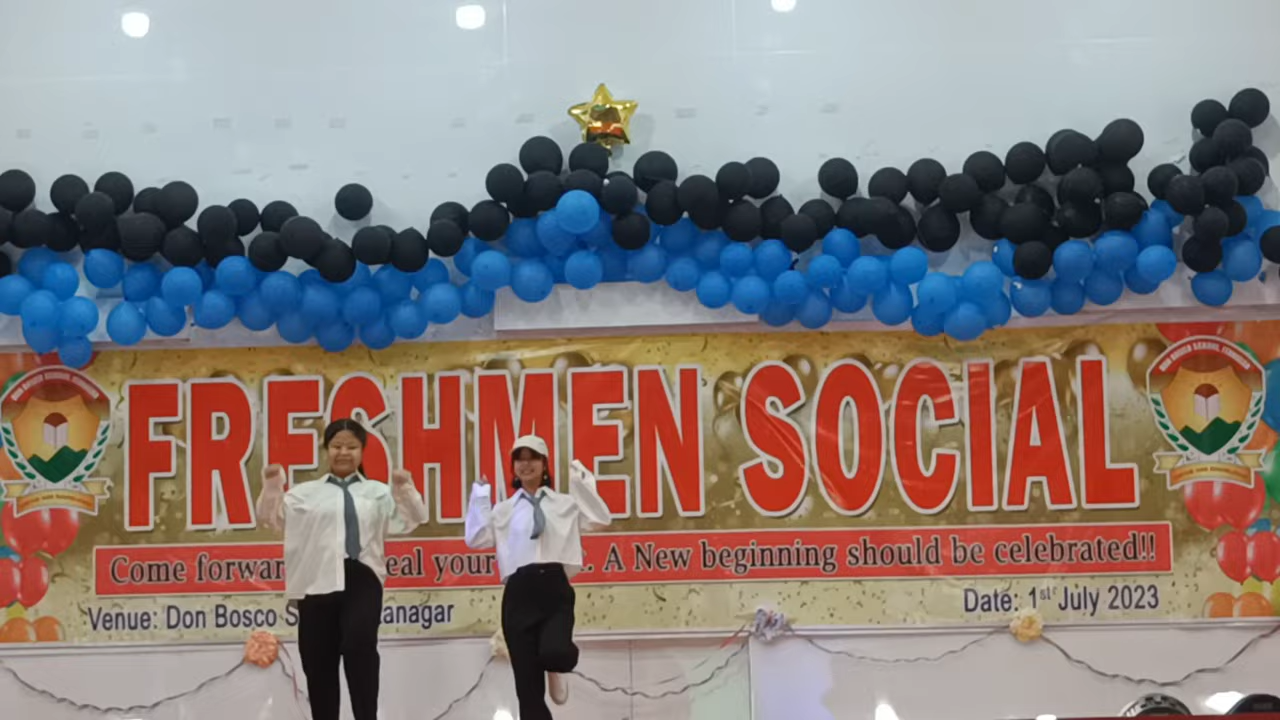 FRESHMEN SOCIAL
Come forwar eal your . A New beginning should be celebrated!!
Venue: Don Bosco S anagar
Date: 1st July 2023